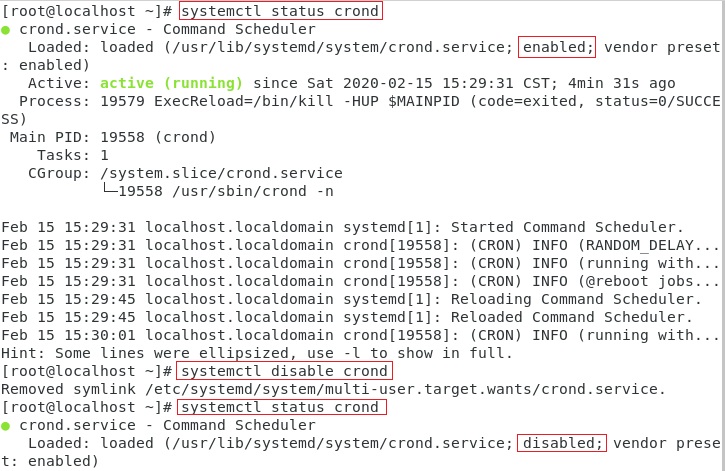 [root@localhost ~]# systemctl status crond
● crond.service - Command Scheduler
   Loaded: loaded (/usr/lib/systemd/system/crond.service; enabled; vendor preset
: enabled)
   Active: active (running) since Sat 2020-02-15 15:29:31 CST; 4min 31s ago
  Process: 19579 ExecReload=/bin/kill -HUP $MAINPID (code=exited, status=0/SUCCE
SS)
 Main PID: 19558 (crond)
    Tasks: 1
   CGroup: /system.slice/crond.service
           └─19558 /usr/sbin/crond -n

Feb 15 15:29:31 localhost.localdomain systemd[1]: Started Command Scheduler.
Feb 15 15:29:31 localhost.localdomain crond[19558]: (CRON) INFO (RANDOM_DELAY...
Feb 15 15:29:31 localhost.localdomain crond[19558]: (CRON) INFO (running with...
Feb 15 15:29:31 localhost.localdomain crond[19558]: (CRON) INFO (@reboot jobs...
Feb 15 15:29:45 localhost.localdomain systemd[1]: Reloading Command Scheduler.
Feb 15 15:29:45 localhost.localdomain systemd[1]: Reloaded Command Scheduler.
Feb 15 15:30:01 localhost.localdomain crond[19558]: (CRON) INFO (running with...
Hint: Some lines were ellipsized, use -l to show in full.
[root@localhost ~]# systemctl disable crond
Removed symlink /etc/systemd/system/multi-user.target.wants/crond.service.
[root@localhost ~]# systemctl status crond
● crond.service - Command Scheduler
   Loaded: loaded (/usr/lib/systemd/system/crond.service; disabled; vendor prese
t: enabled)